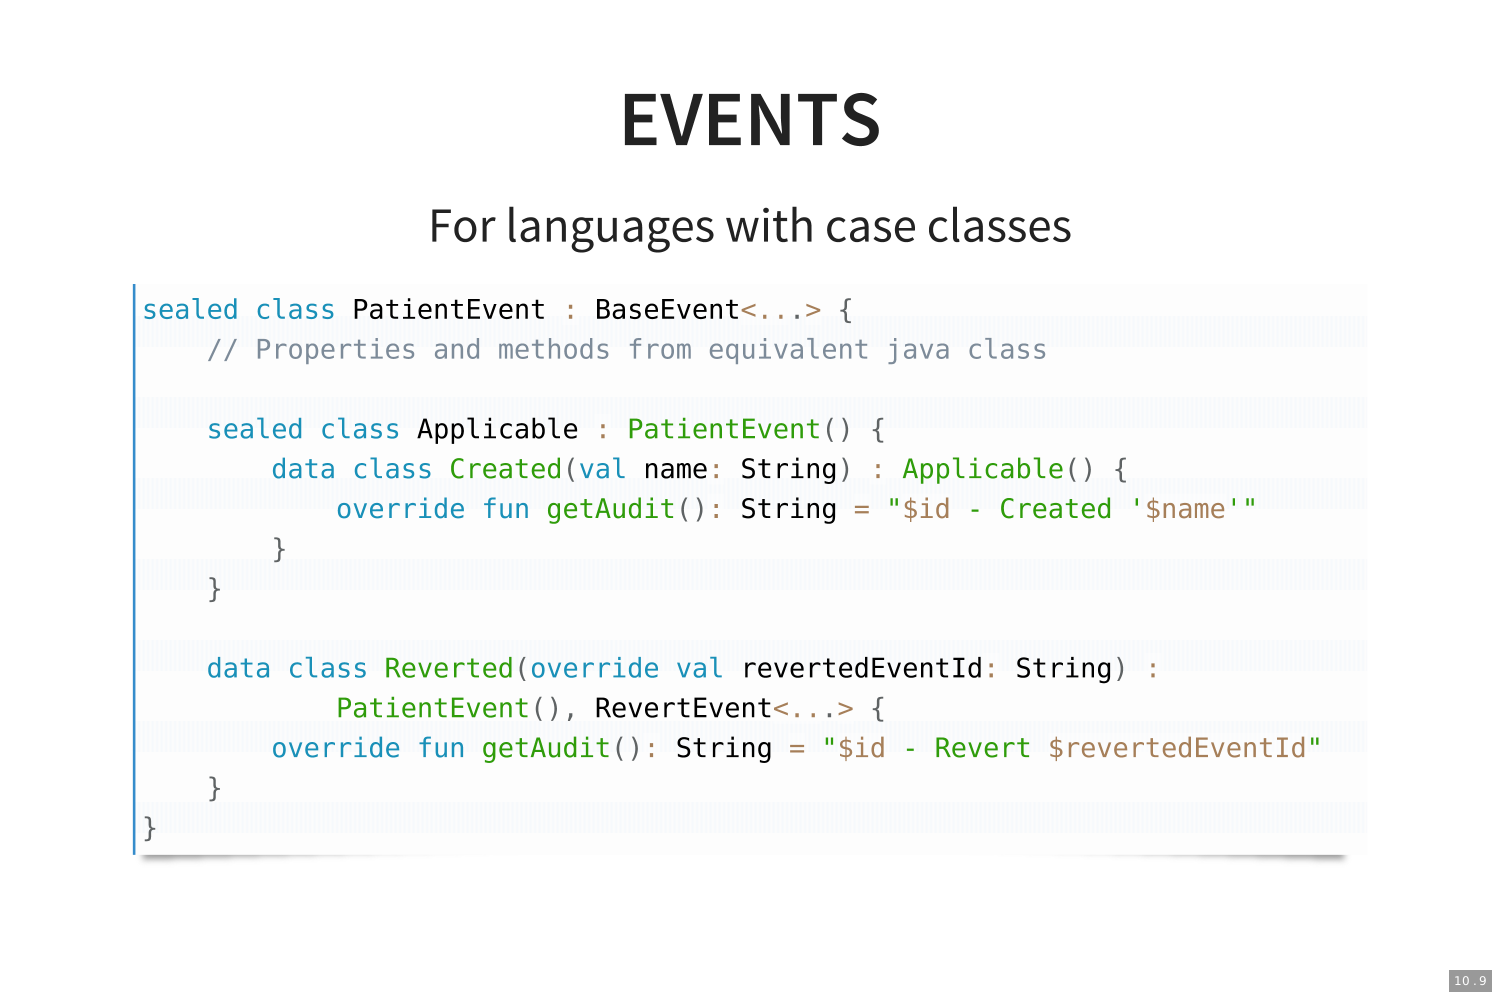 EVENTS
For languages with case classes
sealed class PatientEvent : BaseEvent<...> {
    // Properties and methods from equivalent java class

    sealed class Applicable : PatientEvent() {
        data class Created(val name: String) : Applicable() {
            override fun getAudit(): String = "$id - Created '$name'"
        }
    }

    data class Reverted(override val revertedEventId: String) :
            PatientEvent(), RevertEvent<...> {
        override fun getAudit(): String = "$id - Revert $revertedEventId"
    }
}
10.9